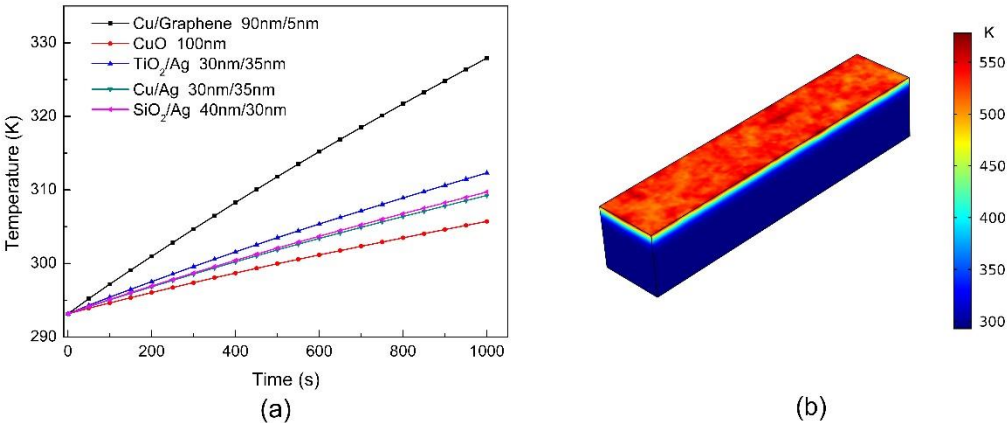 Cu/Graphene 90nm/5nm
CuO 100nm
TiO₂/Ag 30nm/35nm
Cu/Ag 30nm/35nm
SiO₂/Ag 40nm/30nm
330
320
310
300
290
Temperature (K)
0 200 400 600 800 1000
Time (s)
(a)
K
550
500
450
400
350
300
(b)